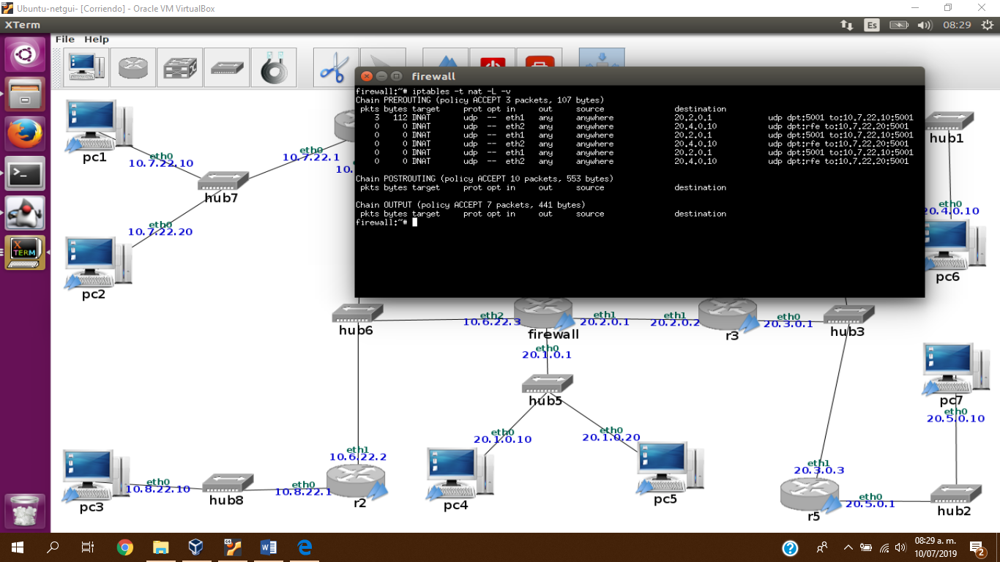 Ubuntu-netgui- [Corriendo] - Oracle VM VirtualBox
XTerm
Es
08:29
File Help
firewall
firewall:~# iptables -t nat -L -v
Chain PREROUTING (policy ACCEPT 3 packets, 107 bytes)
pkts bytes target prot opt in out source destination
3 112 DNAT udp -- eth1 any anywhere 20.2.0.1 udp dpt:5001 to:10.7.22.10:5001
0 0 DNAT udp -- eth2 any anywhere 20.4.0.10 udp dpt:rfe to:10.7.22.20:5001
0 0 DNAT udp -- eth1 any anywhere 20.2.0.1 udp dpt:5001 to:10.7.22.10:5001
0 0 DNAT udp -- eth2 any anywhere 20.4.0.10 udp dpt:rfe to:10.7.22.20:5001
0 0 DNAT udp -- eth1 any anywhere 20.2.0.1 udp dpt:5001 to:10.7.22.10:5001
0 0 DNAT udp -- eth2 any anywhere 20.4.0.10 udp dpt:rfe to:10.7.22.20:5001
Chain POSTROUTING (policy ACCEPT 10 packets, 553 bytes)
pkts bytes target prot opt in out source destination
Chain OUTPUT (policy ACCEPT 7 packets, 441 bytes)
pkts bytes target prot opt in out source destination
firewall:~#
pc1
eth0
10.7.22.10
eth0
10.7.22.1
hub7
eth0
10.7.22.20
pc2
hub1
eth0
20.4.0.10
pc6
hub6
eth2
10.6.22.3
firewall
eth1
20.2.0.1
eth1
20.2.0.2
r3
eth0
20.3.0.1
hub3
eth0
20.1.0.1
hub5
eth0
20.1.0.10
eth0
20.1.0.20
pc4
pc5
pc7
eth0
20.5.0.10
eth1
10.6.22.2
eth1
20.3.0.3
pc3
eth0
10.8.22.10
hub8
eth0
10.8.22.1
r2
r5
eth0
20.5.0.1
hub2
X
TERM
08:29 a. m.
10/07/2019
2